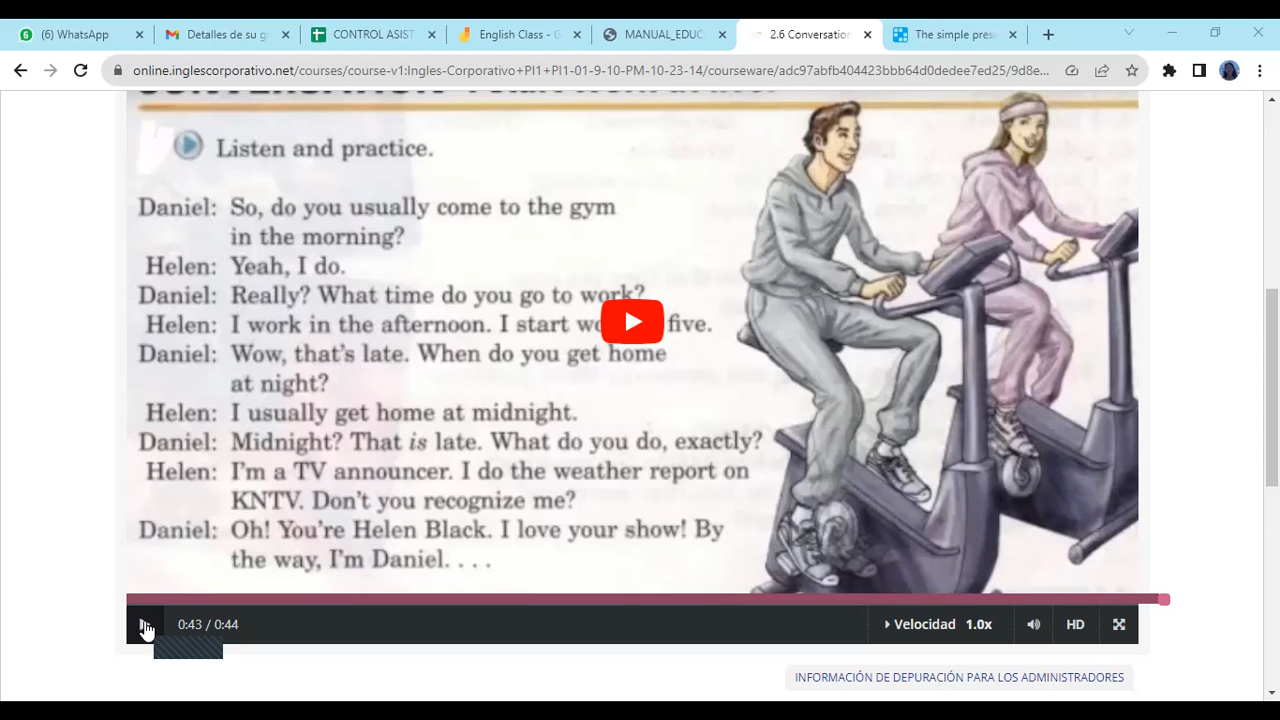 (6) WhatsApp
Detalles de su g
CONTROL ASIST
English Class - G
MANUAL_EDUC
2.6 Conversation
The simple prese
online.inglescorporativo.net/courses/course-v1:Ingles-Corporativo+PI1+PI1-01-9-10-PM-10-23-14/courseware/adc97abfb404423bbb64d0dedee7ed25/9d8e...
Listen and practice.
Daniel: So, do you usually come to the gym
in the morning?
Helen: Yeah, I do.
Daniel: Really? What time do you go to work?
Helen: I work in the afternoon. I start wo five.
Daniel: Wow, that's late. When do you get home
at night?
Helen: I usually get home at midnight.
Daniel: Midnight? That is late. What do you do, exactly?
Helen: I'm a TV announcer. I do the weather report on
KNTV. Don't you recognize me?
Daniel: Oh! You're Helen Black. I love your show! By
the way, I'm Daniel. . . .
0:43 / 0:44
Velocidad 1.0x
HD
INFORMACIÓN DE DEPURACIÓN PARA LOS ADMINISTRADORES